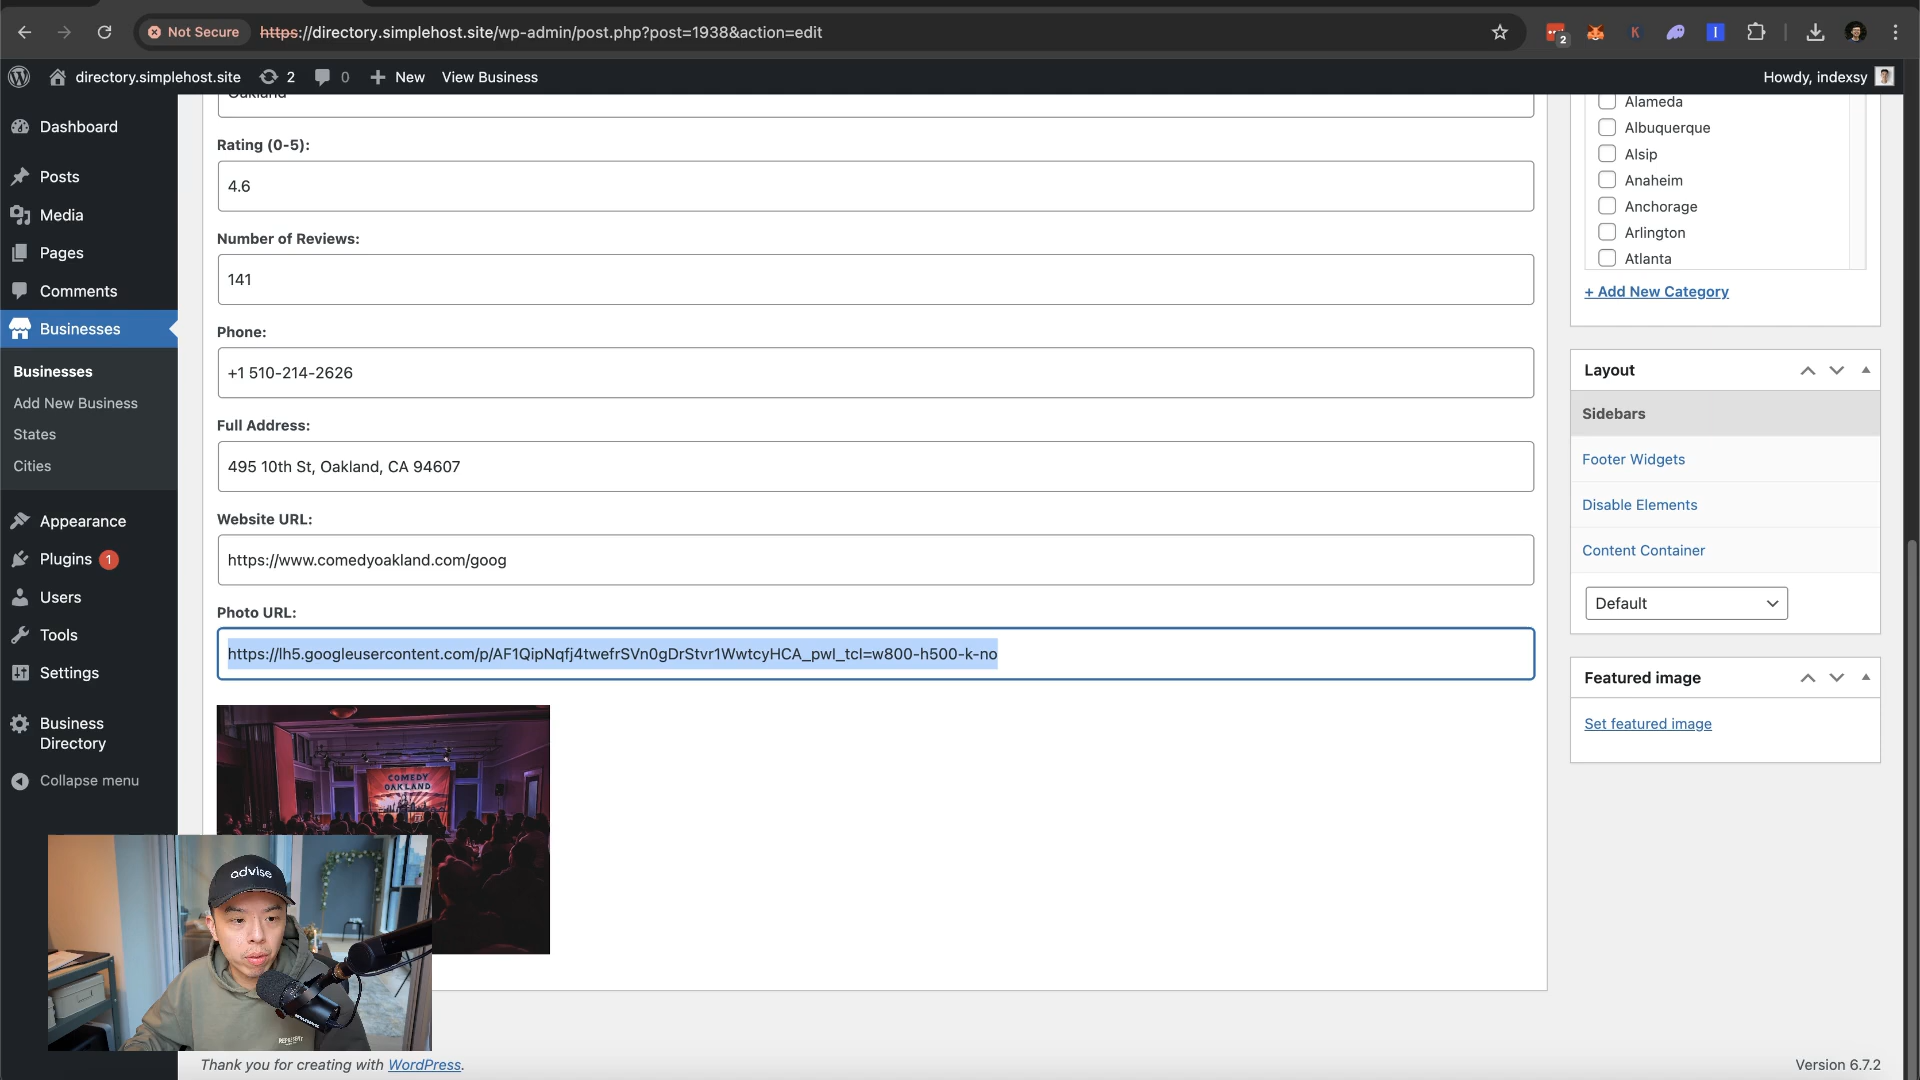 Not Secure https://directory.simplehost.site/wp-admin/post.php?post=1938&action=edit
2
K
directory.simplehost.site 2 0 New View Business Howdy, indexsy
Dashboard
Posts
Media
Pages
Comments
Businesses
Businesses
Add New Business
States
Cities
Appearance
Plugins 1
Users
Tools
Settings
Business
Directory
Collapse menu
Oakland
Rating (0-5):
4.6
Number of Reviews:
141
Phone:
+1 510-214-2626
Full Address:
495 10th St, Oakland, CA 94607
Website URL:
https://www.comedyoakland.com/goog
Photo URL:
https://lh5.googleusercontent.com/p/AF1QipNqfj4twefrSVn0gDrStvr1WwtcyHCA_pwl_tcl=w800-h500-k-no
COMEDY
OAKLAND
advise
Alameda
Albuquerque
Alsip
Anaheim
Anchorage
Arlington
Atlanta
+ Add New Category
Layout
Sidebars
Footer Widgets
Disable Elements
Content Container
Default
Featured image
Set featured image
Thank you for creating with WordPress.
Version 6.7.2